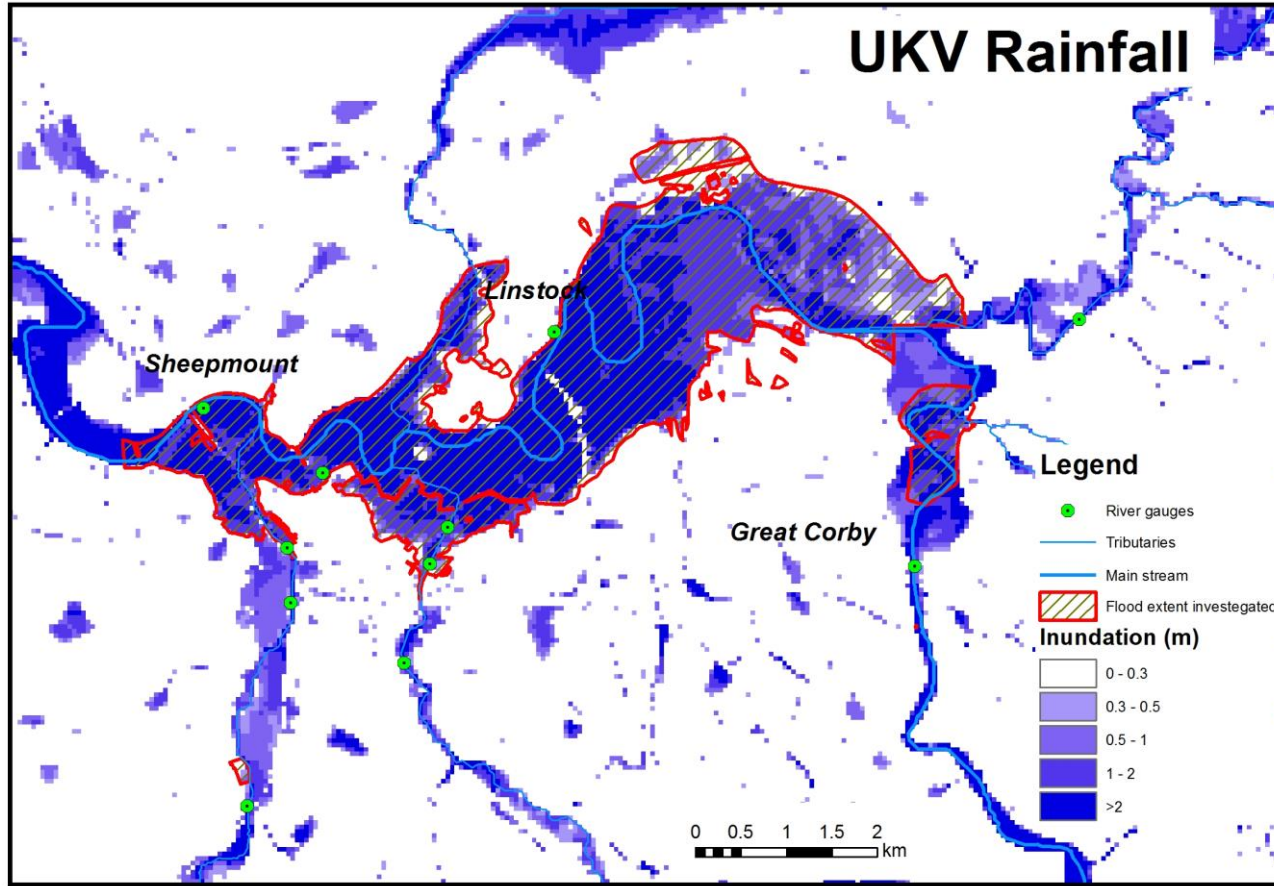 UKV Rainfall
Linstock
Sheepmount
Great Corby
Legend
River gauges
Tributaries
Main stream
Flood extent investegated
Inundation (m)
0 - 0.3
0.3 - 0.5
0.5 - 1
1 - 2
>2
0 0.5 1 1.5 2
km